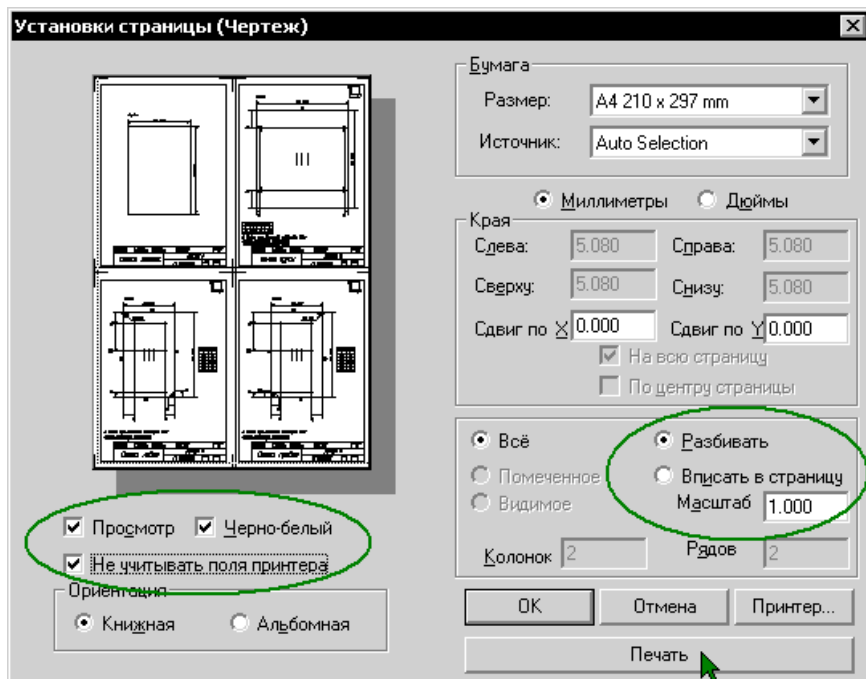 Установки страницы (Чертеж)
Бумага
Размер: A4 210 x 297 mm
Источник: Auto Selection
Миллиметры Дюймы
Края
Слева: 5.080 Справа: 5.080
Сверху: 5.080 Снизу: 5.080
Сдвиг по X 0.000 Сдвиг по Y 0.000
На всю страницу
По центру страницы
Всё Разбивать
Помеченное Вписать в страницу
Видимое Масштаб 1.000
Колонок 2 Рядов 2
Просмотр Черно-белый
Не учитывать поля принтера
Ориентация
Книжная Альбомная
OK Отмена Принтер...
Печать